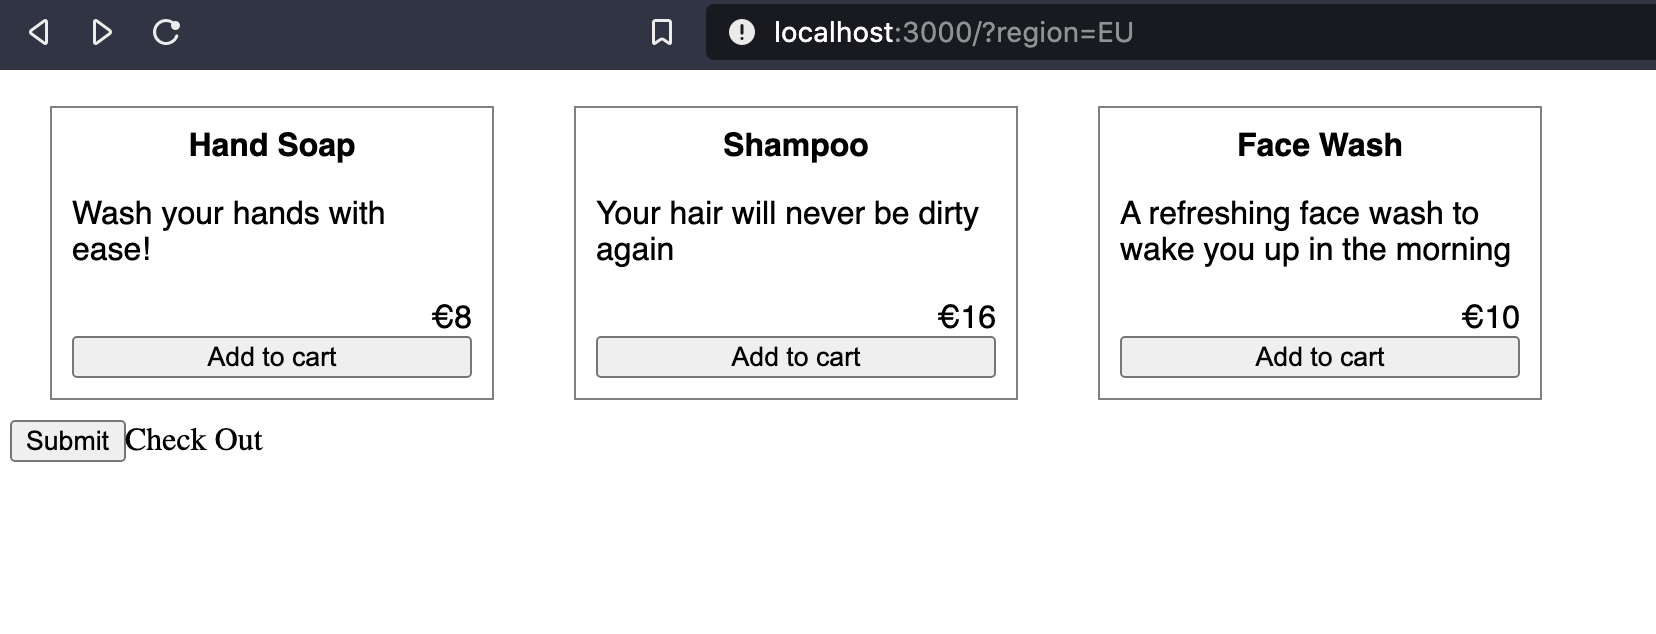 localhost:3000/?region=EU
Hand Soap
Wash your hands with
ease!
€8
Add to cart
Shampoo
Your hair will never be dirty
again
€16
Add to cart
Face Wash
A refreshing face wash to
wake you up in the morning
€10
Add to cart
Submit Check Out